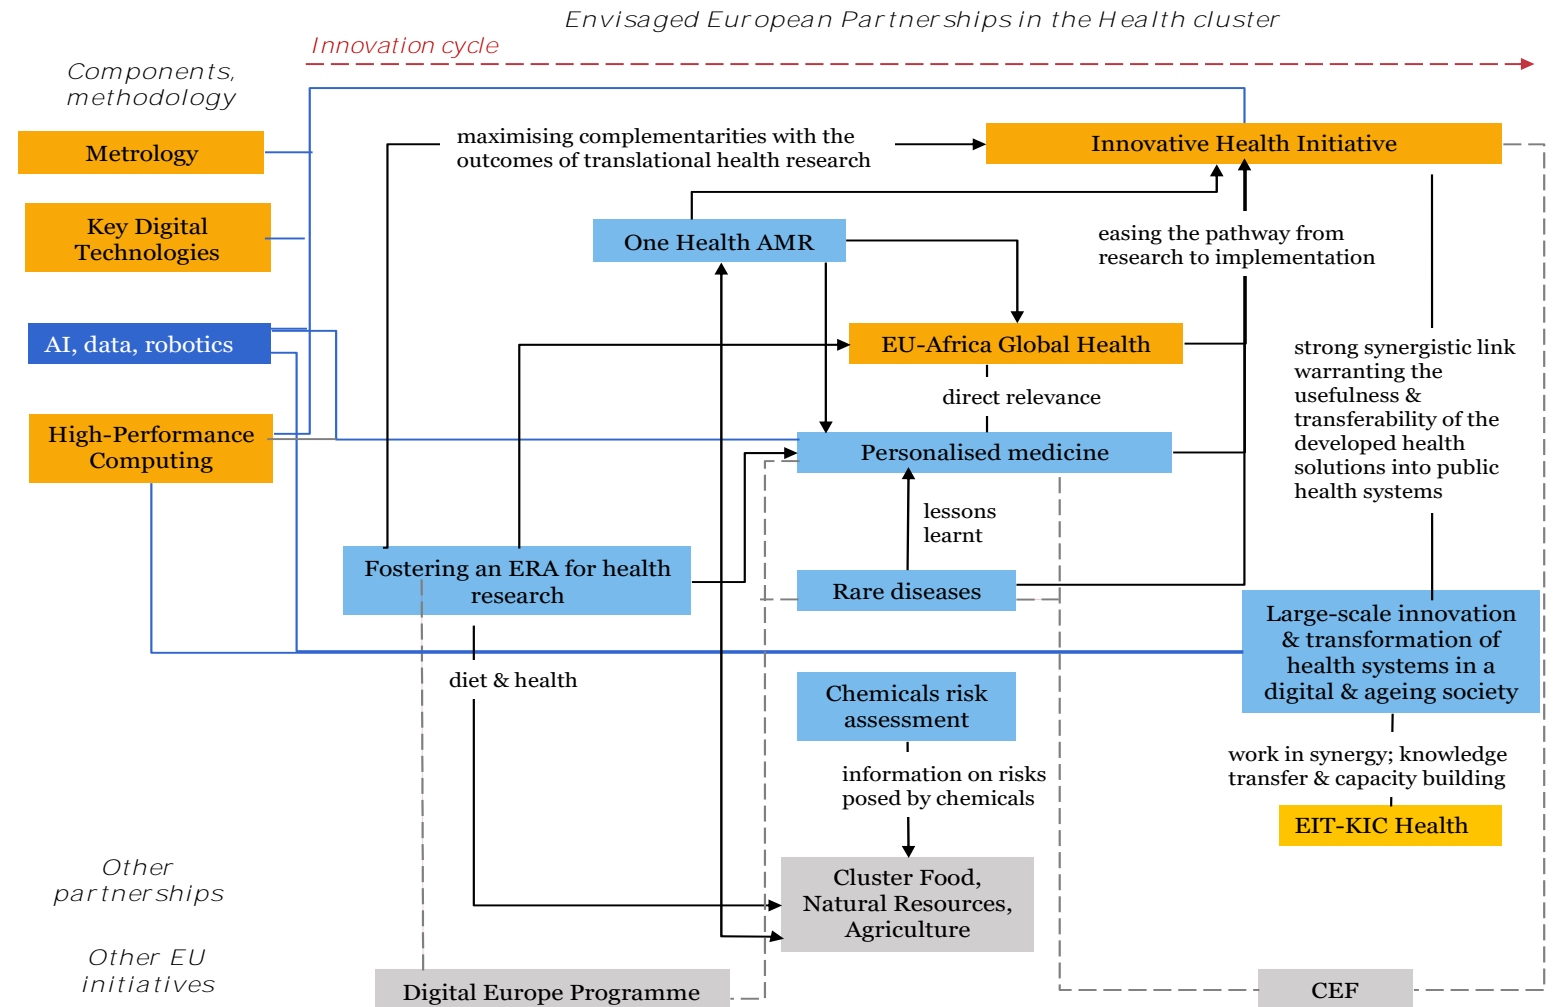 Envisaged European Partnerships in the Health cluster
Innovation cycle
Components,
methodology
Metrology
Key Digital
Technologies
AI, data, robotics
High-Performance
Computing
maximising complementarities with the
outcomes of translational health research
Innovative Health Initiative
One Health AMR
easing the pathway from
research to implementation
EU-Africa Global Health
direct relevance
Personalised medicine
strong synergistic link
warranting the
usefulness &
transferability of the
developed health
solutions into public
health systems
lessons
learnt
Fostering an ERA for health
research
Rare diseases
Large-scale innovation
& transformation of
health systems in a
digital & ageing society
diet & health
Chemicals risk
assessment
information on risks
posed by chemicals
work in synergy; knowledge
transfer & capacity building
EIT-KIC Health
Other
partnerships
Cluster Food,
Natural Resources,
Agriculture
Other EU
initiatives
Digital Europe Programme
CEF